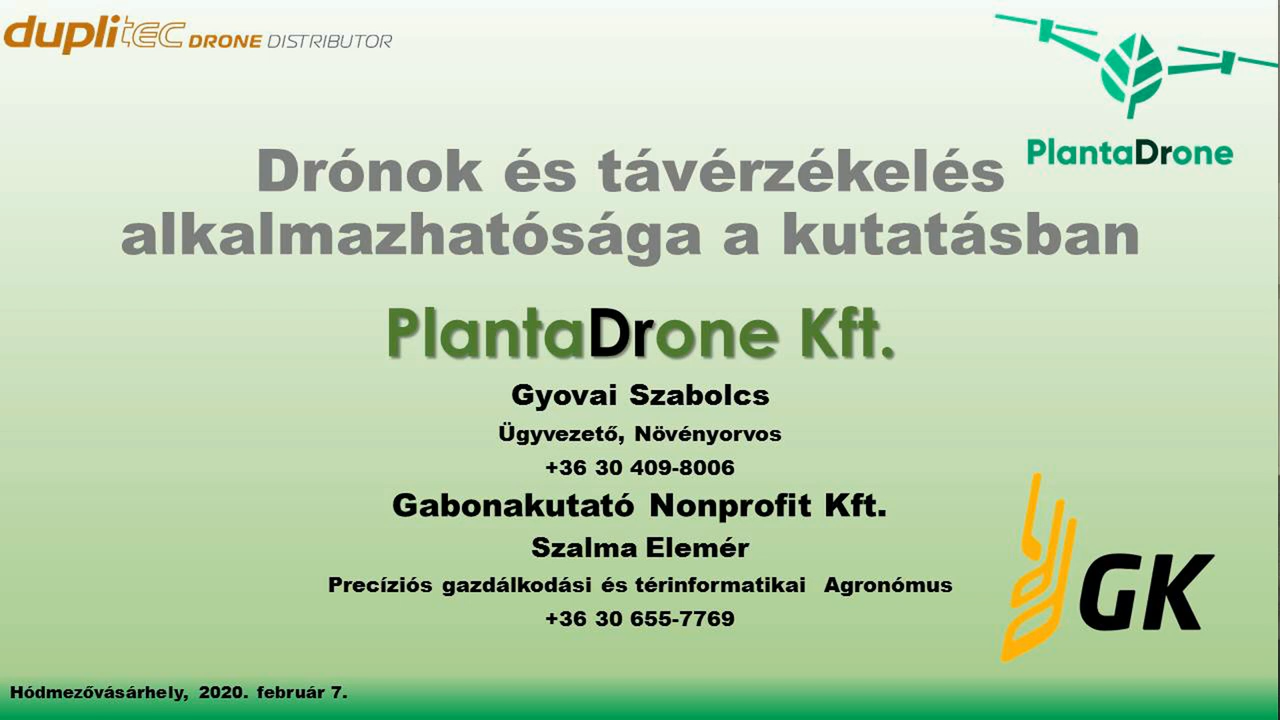 duplitec DRONE DISTRIBUTOR
PlantaDrone
Drónok és távérzékelés
alkalmazhatósága a kutatásban
PlantaDrone Kft.
Gyovai Szabolcs
Ügyvezető, Növényorvos
+36 30 409-8006
Gabonakutató Nonprofit Kft.
Szalma Elemér
Precíziós gazdálkodási és térinformatikai Agronómus
+36 30 655-7769
GK
Hódmezővásárhely, 2020. február 7.